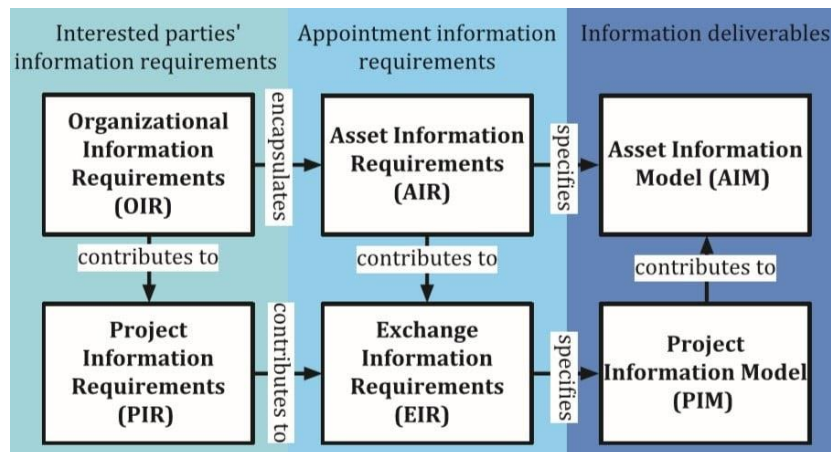 Interested parties'
information requirements
Appointment information
requirements
Information deliverables
Organizational
Information
Requirements
(OIR)
encapsulates
Asset Information
Requirements
(AIR)
specifies
Asset Information
Model (AIM)
contributes to
contributes to
contributes to
Project
Information
Requirements
(PIR)
contributes to
Exchange
Information
Requirements
(EIR)
specifies
Project
Information Model
(PIM)